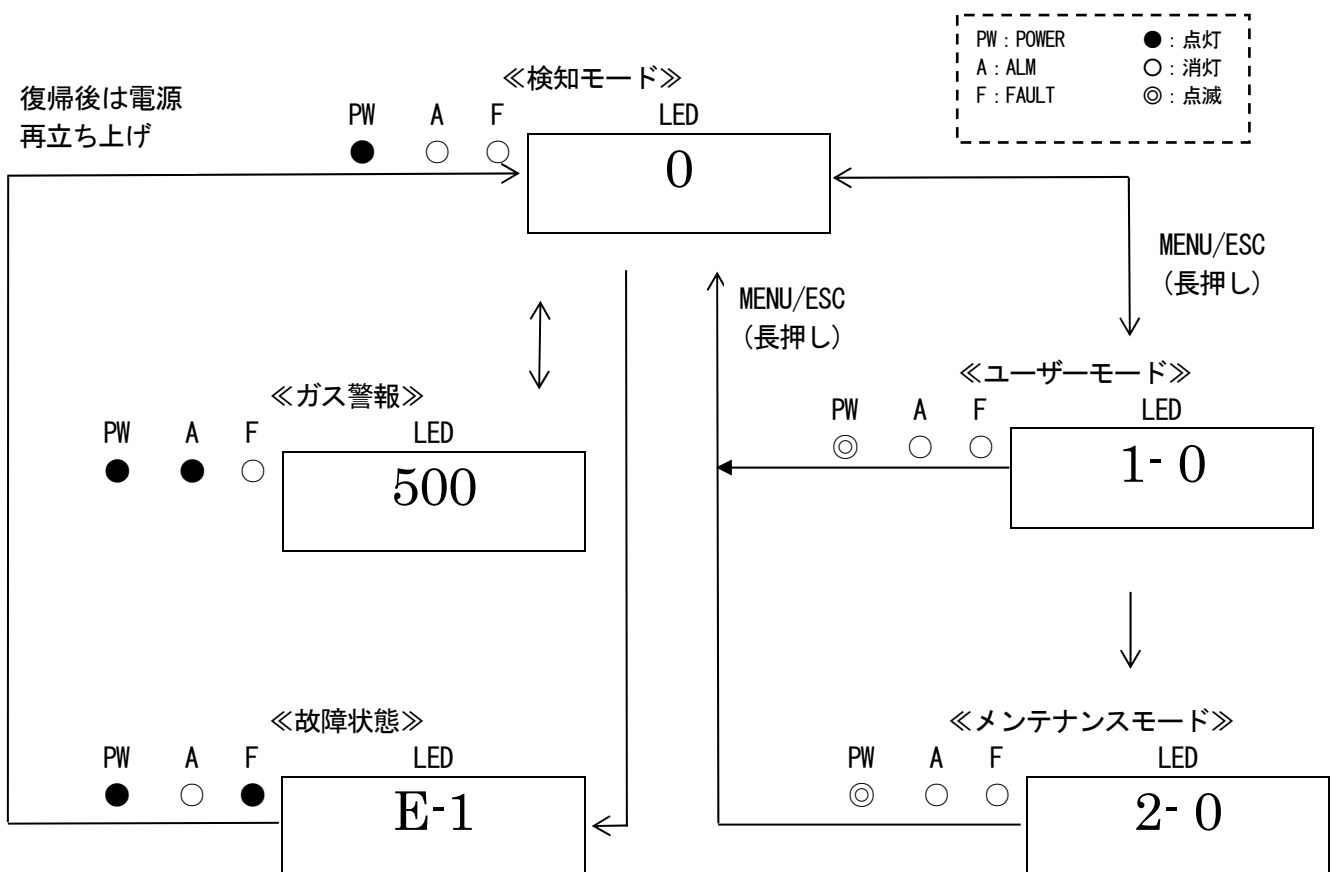 PW：POWER ●：点灯
A：ALM ○：消灯
F：FAULT ◎：点滅
復帰後は電源
再立ち上げ
≪検知モード≫
PW A F LED
● ○ ○
0
MENU/ESC
（長押し）
MENU/ESC
（長押し）
≪ガス警報≫
PW A F LED
● ● ○
500
≪ユーザーモード≫
PW A F LED
◎ ○ ○
1- 0
≪故障状態≫
PW A F LED
● ○ ●
E-1
≪メンテナンスモード≫
PW A F LED
◎ ○ ○
2- 0